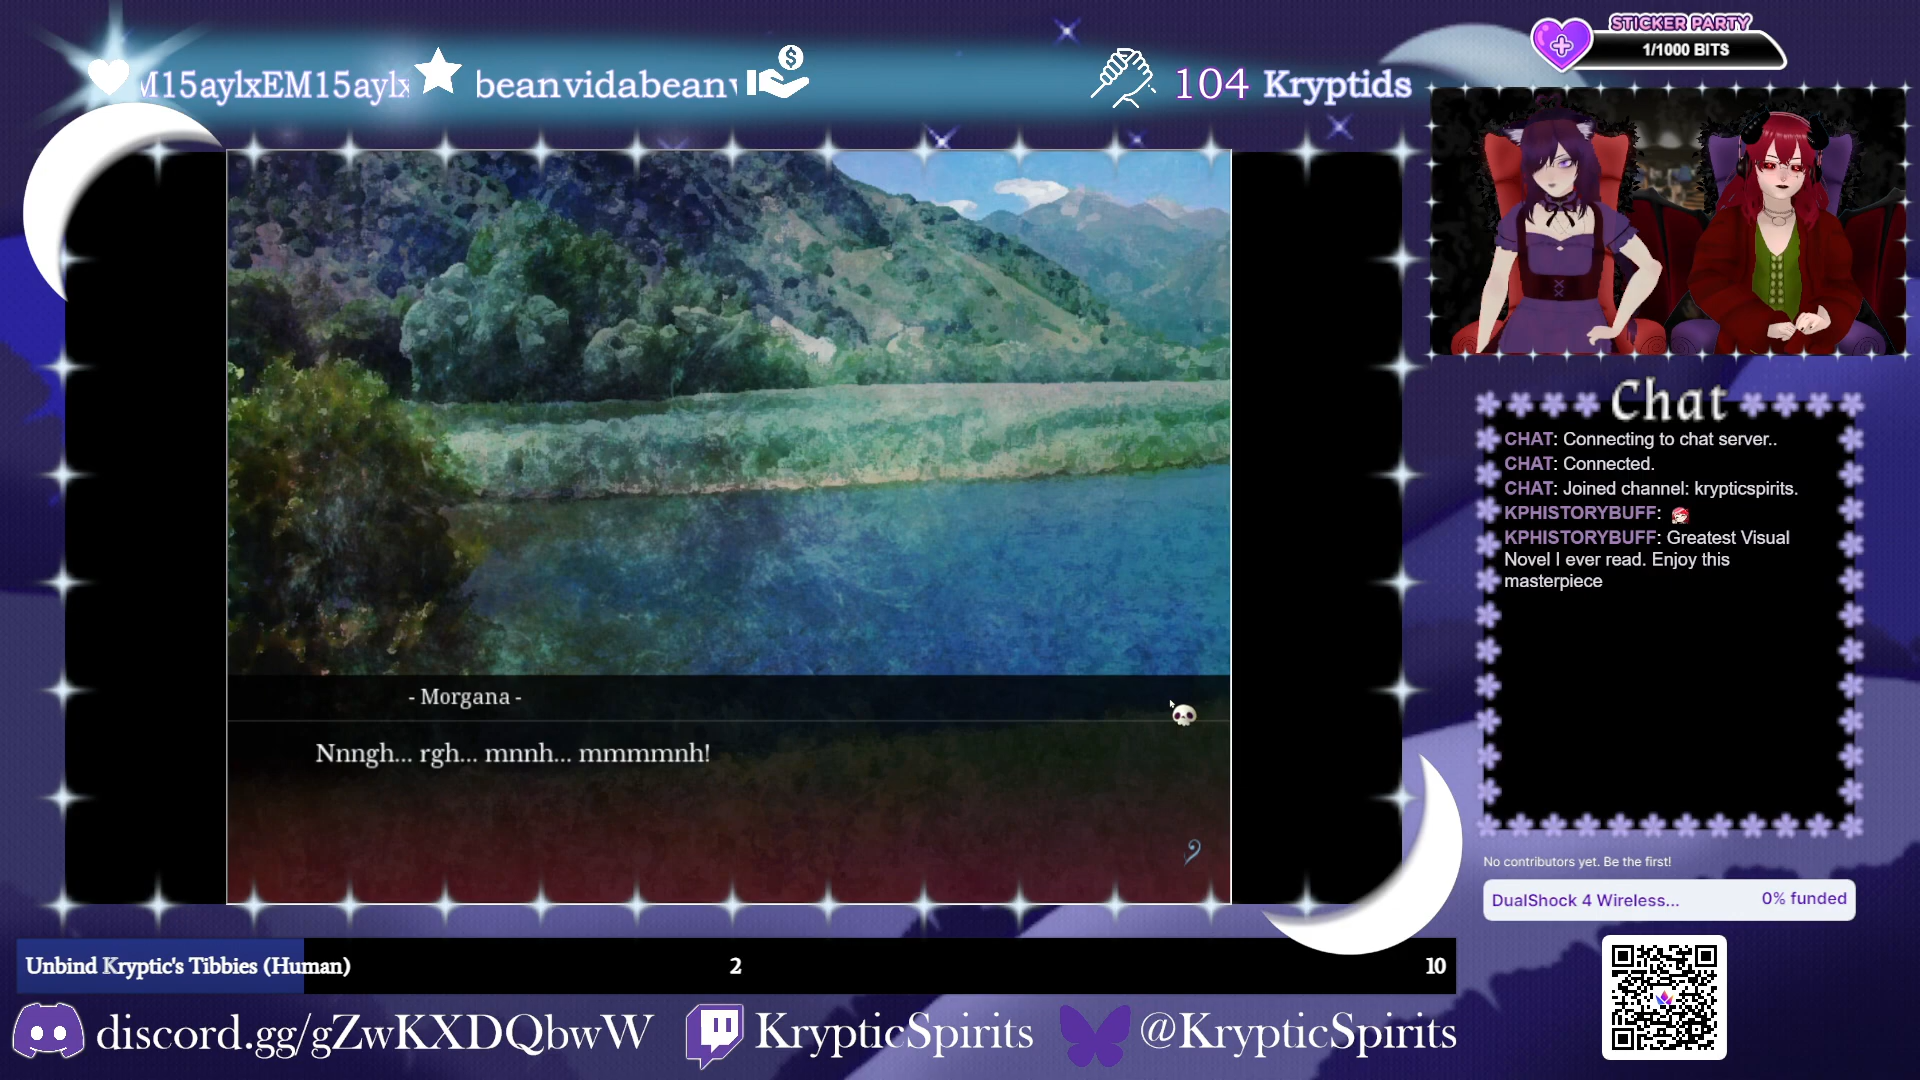 STICKER PARTY
1/1000 BITS
M15aylxEM15aylx
beanvidabeanv
104 Kryptids
Chat
CHAT: Connecting to chat server..
CHAT: Connected.
CHAT: Joined channel: krypticspirits.
KPHISTORYBUFF:
KPHISTORYBUFF: Greatest Visual
Novel I ever read. Enjoy this
masterpiece
- Morgana -
Nnngh... rgh... mnnh... mmmmnh!
No contributors yet. Be the first!
DualShock 4 Wireless... 0% funded
Unbind Kryptic's Tibbies (Human) 2 10
discord.gg/gZwKXDQbwW KrypticSpirits @KrypticSpirits